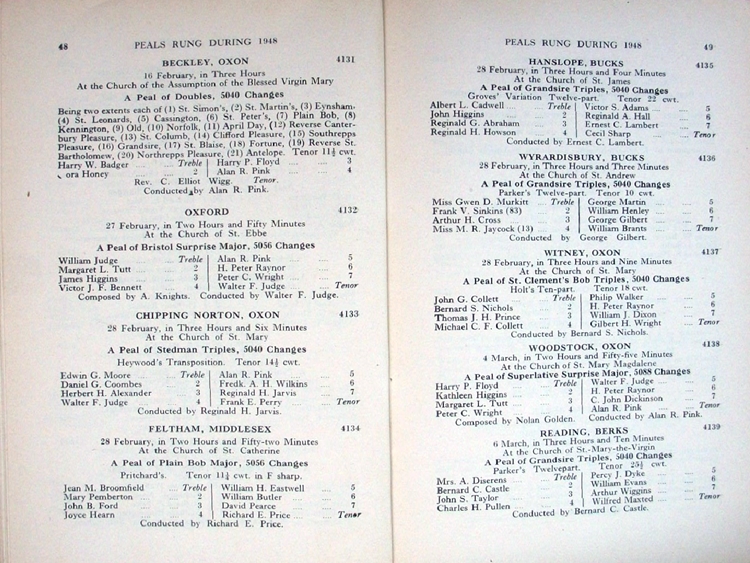 48 PEALS RUNG DURING 1948
BECKLEY, OXON 4131
16 February, in Three Hours
At the Church of the Assumption of the Blessed Virgin Mary
A Peal of Doubles, 5040 Changes
Being two extents each of (1) St. Simon's, (2) St. Martin's, (3) Eynsham,
(4) St. Leonards, (5) Cassington, (6) St. Peter's, (7) Plain Bob, (8)
Kennington, (9) Old, (10) Norfolk, (11) April Day, (12) Reverse Canter-
bury Pleasure, (13) St. Columb, (14) Clifford Pleasure, (15) Southrepps
Pleasure, (16) Grandsire, (17) St. Blaise, (18) Fortune, (19) Reverse St.
Bartholomew, (20) Northrepps Pleasure, (21) Antelope. Tenor 11¾ cwt.
Harry W. Badger .... Treble | Harry P. Floyd .... 3
ora Honey .... 2 | Alan R. Pink .... 4
Rev. C. Elliot Wigg. Tenor.
Conducted by Alan R. Pink.
OXFORD 4132
27 February, in Two Hours and Fifty Minutes
At the Church of St. Ebbe
A Peal of Bristol Surprise Major, 5056 Changes
William Judge .... Treble | Alan R. Pink .... 5
Margaret L. Tutt .... 2 | H. Peter Raynor .... 6
James Higgins .... 3 | Peter C. Wright .... 7
Victor J. F. Bennett .... 4 | Walter F. Judge .... Tenor
Composed by A. Knights. Conducted by Walter F. Judge.
CHIPPING NORTON, OXON 4133
28 February, in Three Hours and Six Minutes
At the Church of St. Mary
A Peal of Stedman Triples, 5040 Changes
Heywood's Transposition. Tenor 14½ cwt.
Edwin G. Moore .... Treble | Alan R. Pink .... 5
Daniel G. Coombes .... 2 | Fredk. A. H. Wilkins .... 6
Herbert H. Alexander .... 3 | Reginald H. Jarvis .... 7
Walter F. Judge .... 4 | Frank E. Perry .... Tenor
Conducted by Reginald H. Jarvis.
FELTHAM, MIDDLESEX 4134
28 February, in Two Hours and Fifty-two Minutes
At the Church of St. Catherine
A Peal of Plain Bob Major, 5056 Changes
Pritchard's. Tenor 11¼ cwt. in F sharp.
Jean M. Broomfield .... Treble | William H. Eastwell .... 5
Mary Pemberton .... 2 | William Butler .... 6
John B. Ford .... 3 | David Pearce .... 7
Joyce Hearn .... 4 | Richard E. Price .... Tenor
Conducted by Richard E. Price.
PEALS RUNG DURING 1948 49
HANSLOPE, BUCKS 4135
28 February, in Three Hours and Four Minutes
At the Church of St. James
A Peal of Grandsire Triples, 5040 Changes
Groves' Variation Twelve-part. Tenor 22 cwt.
Albert L. Cadwell .... Treble | Victor S. Adams .... 5
John Higgins .... 2 | Reginald A. Hall .... 6
Reginald G. Abraham .... 3 | Ernest C. Lambert .... 7
Reginald H. Howson .... 4 | Cecil Sharp .... Tenor
Conducted by Ernest C. Lambert.
WYRARDISBURY, BUCKS 4136
28 February, in Three Hours and Three Minutes
At the Church of St. Andrew
A Peal of Grandsire Triples, 5040 Changes
Parker's Twelve-part. Tenor 10 cwt.
Miss Gwen D. Murkitt .... Treble | George Martin .... 5
Frank V. Sinkins (83) .... 2 | William Henley .... 6
Arthur H. Cross .... 3 | George Gilbert .... 7
Miss M. R. Jaycock (13) .... 4 | William Brants .... Tenor
Conducted by George Gilbert.
WITNEY, OXON 4137
28 February, in Three Hours and Nine Minutes
At the Church of St. Mary
A Peal of St. Clement's Bob Triples, 5040 Changes
Holt's Ten-part. Tenor 18 cwt.
John G. Collett .... Treble | Philip Walker .... 5
Bernard S. Nichols .... 2 | H. Peter Raynor .... 6
Thomas J. H. Prince .... 3 | William J. Dixon .... 7
Michael C. F. Collett .... 4 | Gilbert H. Wright .... Tenor
Conducted by Bernard S. Nichols.
WOODSTOCK, OXON 4138
4 March, in Two Hours and Fifty-five Minutes
At the Church of St. Mary Magdalene
A Peal of Superlative Surprise Major, 5088 Changes
Harry P. Floyd .... Treble | Walter F. Judge .... 5
Kathleen Higgins .... 2 | H. Peter Raynor .... 6
Margaret L. Tutt .... 3 | C. John Dickinson .... 7
Peter C. Wright .... 4 | Alan R. Pink .... Tenor
Composed by Nolan Golden. Conducted by Alan R. Pink.
READING, BERKS 4139
6 March, in Three Hours and Ten Minutes
At the Church of St.-Mary-the-Virgin
A Peal of Grandsire Triples, 5040 Changes
Parker's Twelvepart. Tenor 25½ cwt.
Mrs. A. Diserens .... Treble | Percy J. Dyke .... 5
Bernard C. Castle .... 2 | William Evans .... 6
John S. Taylor .... 3 | Arthur Wiggins .... 7
Charles H. Pullen .... 4 | Wilfred Maxted .... Tenor
Conducted by Bernard C. Castle.